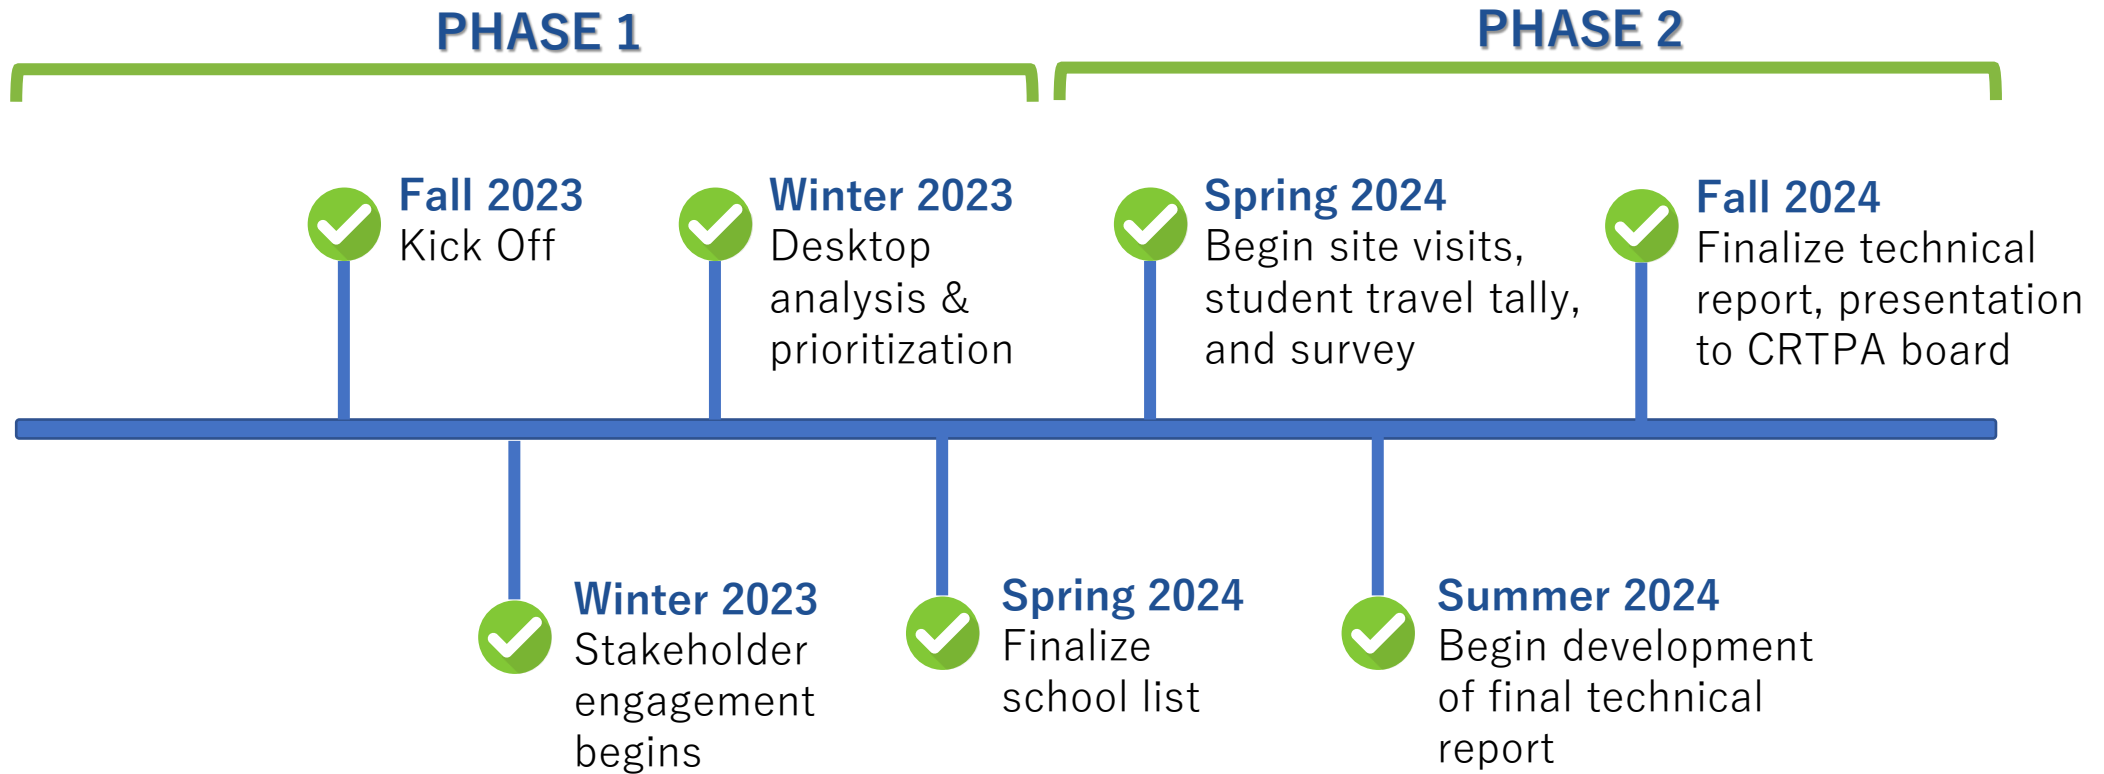 PHASE 1
PHASE 2
Fall 2023
Kick Off
Winter 2023
Desktop
analysis &
prioritization
Spring 2024
Begin site visits,
student travel tally,
and survey
Fall 2024
Finalize technical
report, presentation
to CRTPA board
Winter 2023
Stakeholder
engagement
begins
Spring 2024
Finalize
school list
Summer 2024
Begin development
of final technical
report